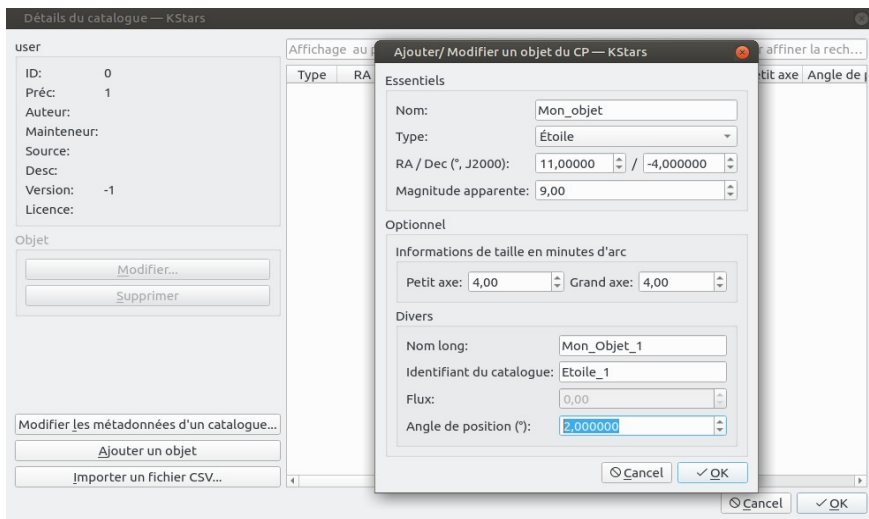 Détails du catalogue — KStars
user
ID: 0
Préc: 1
Auteur:
Mainteneur:
Source:
Desc:
Version: -1
Licence:
Objet
Modifier...
Supprimer
Modifier les métadonnées d'un catalogue...
Ajouter un objet
Importer un fichier CSV...
Affichage au
affiner la rech...
Type RA
tit axe Angle de
Ajouter/ Modifier un objet du CP — KStars
Essentiels
Nom: Mon_objet
Type: Étoile
RA / Dec (°, J2000): 11,00000 / -4,000000
Magnitude apparente: 9,00
Optionnel
Informations de taille en minutes d'arc
Petit axe: 4,00 Grand axe: 4,00
Divers
Nom long: Mon_Objet_1
Identifiant du catalogue: Etoile_1
Flux: 0,00
Angle de position (°): 2,000000
Cancel OK
Cancel OK